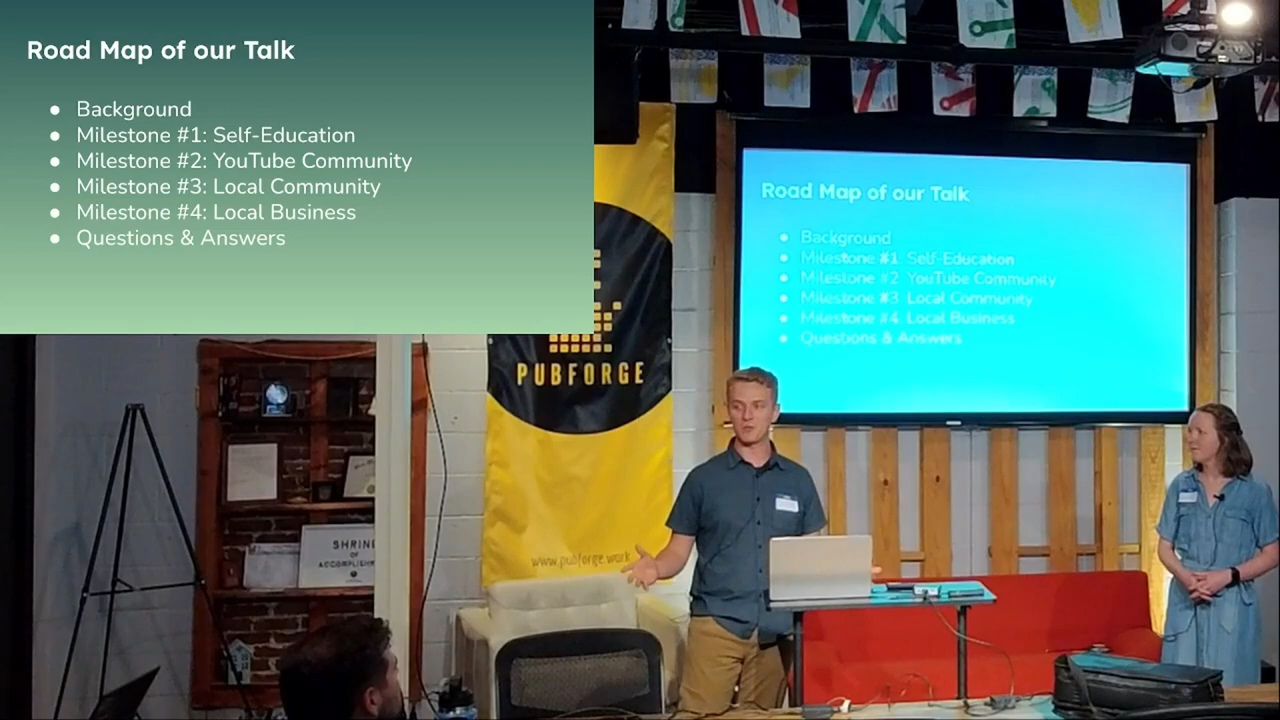 Road Map of our Talk
● Background
● Milestone #1: Self-Education
● Milestone #2: YouTube Community
● Milestone #3: Local Community
● Milestone #4: Local Business
● Questions & Answers
PUBFORGE
www.pubforge.work
Road Map of our Talk
● Background
● Milestone #1: Self-Education
● Milestone #2: YouTube Community
● Milestone #3: Local Community
● Milestone #4: Local Business
● Questions & Answers
SHRINE
OF
ACCOMPLISH